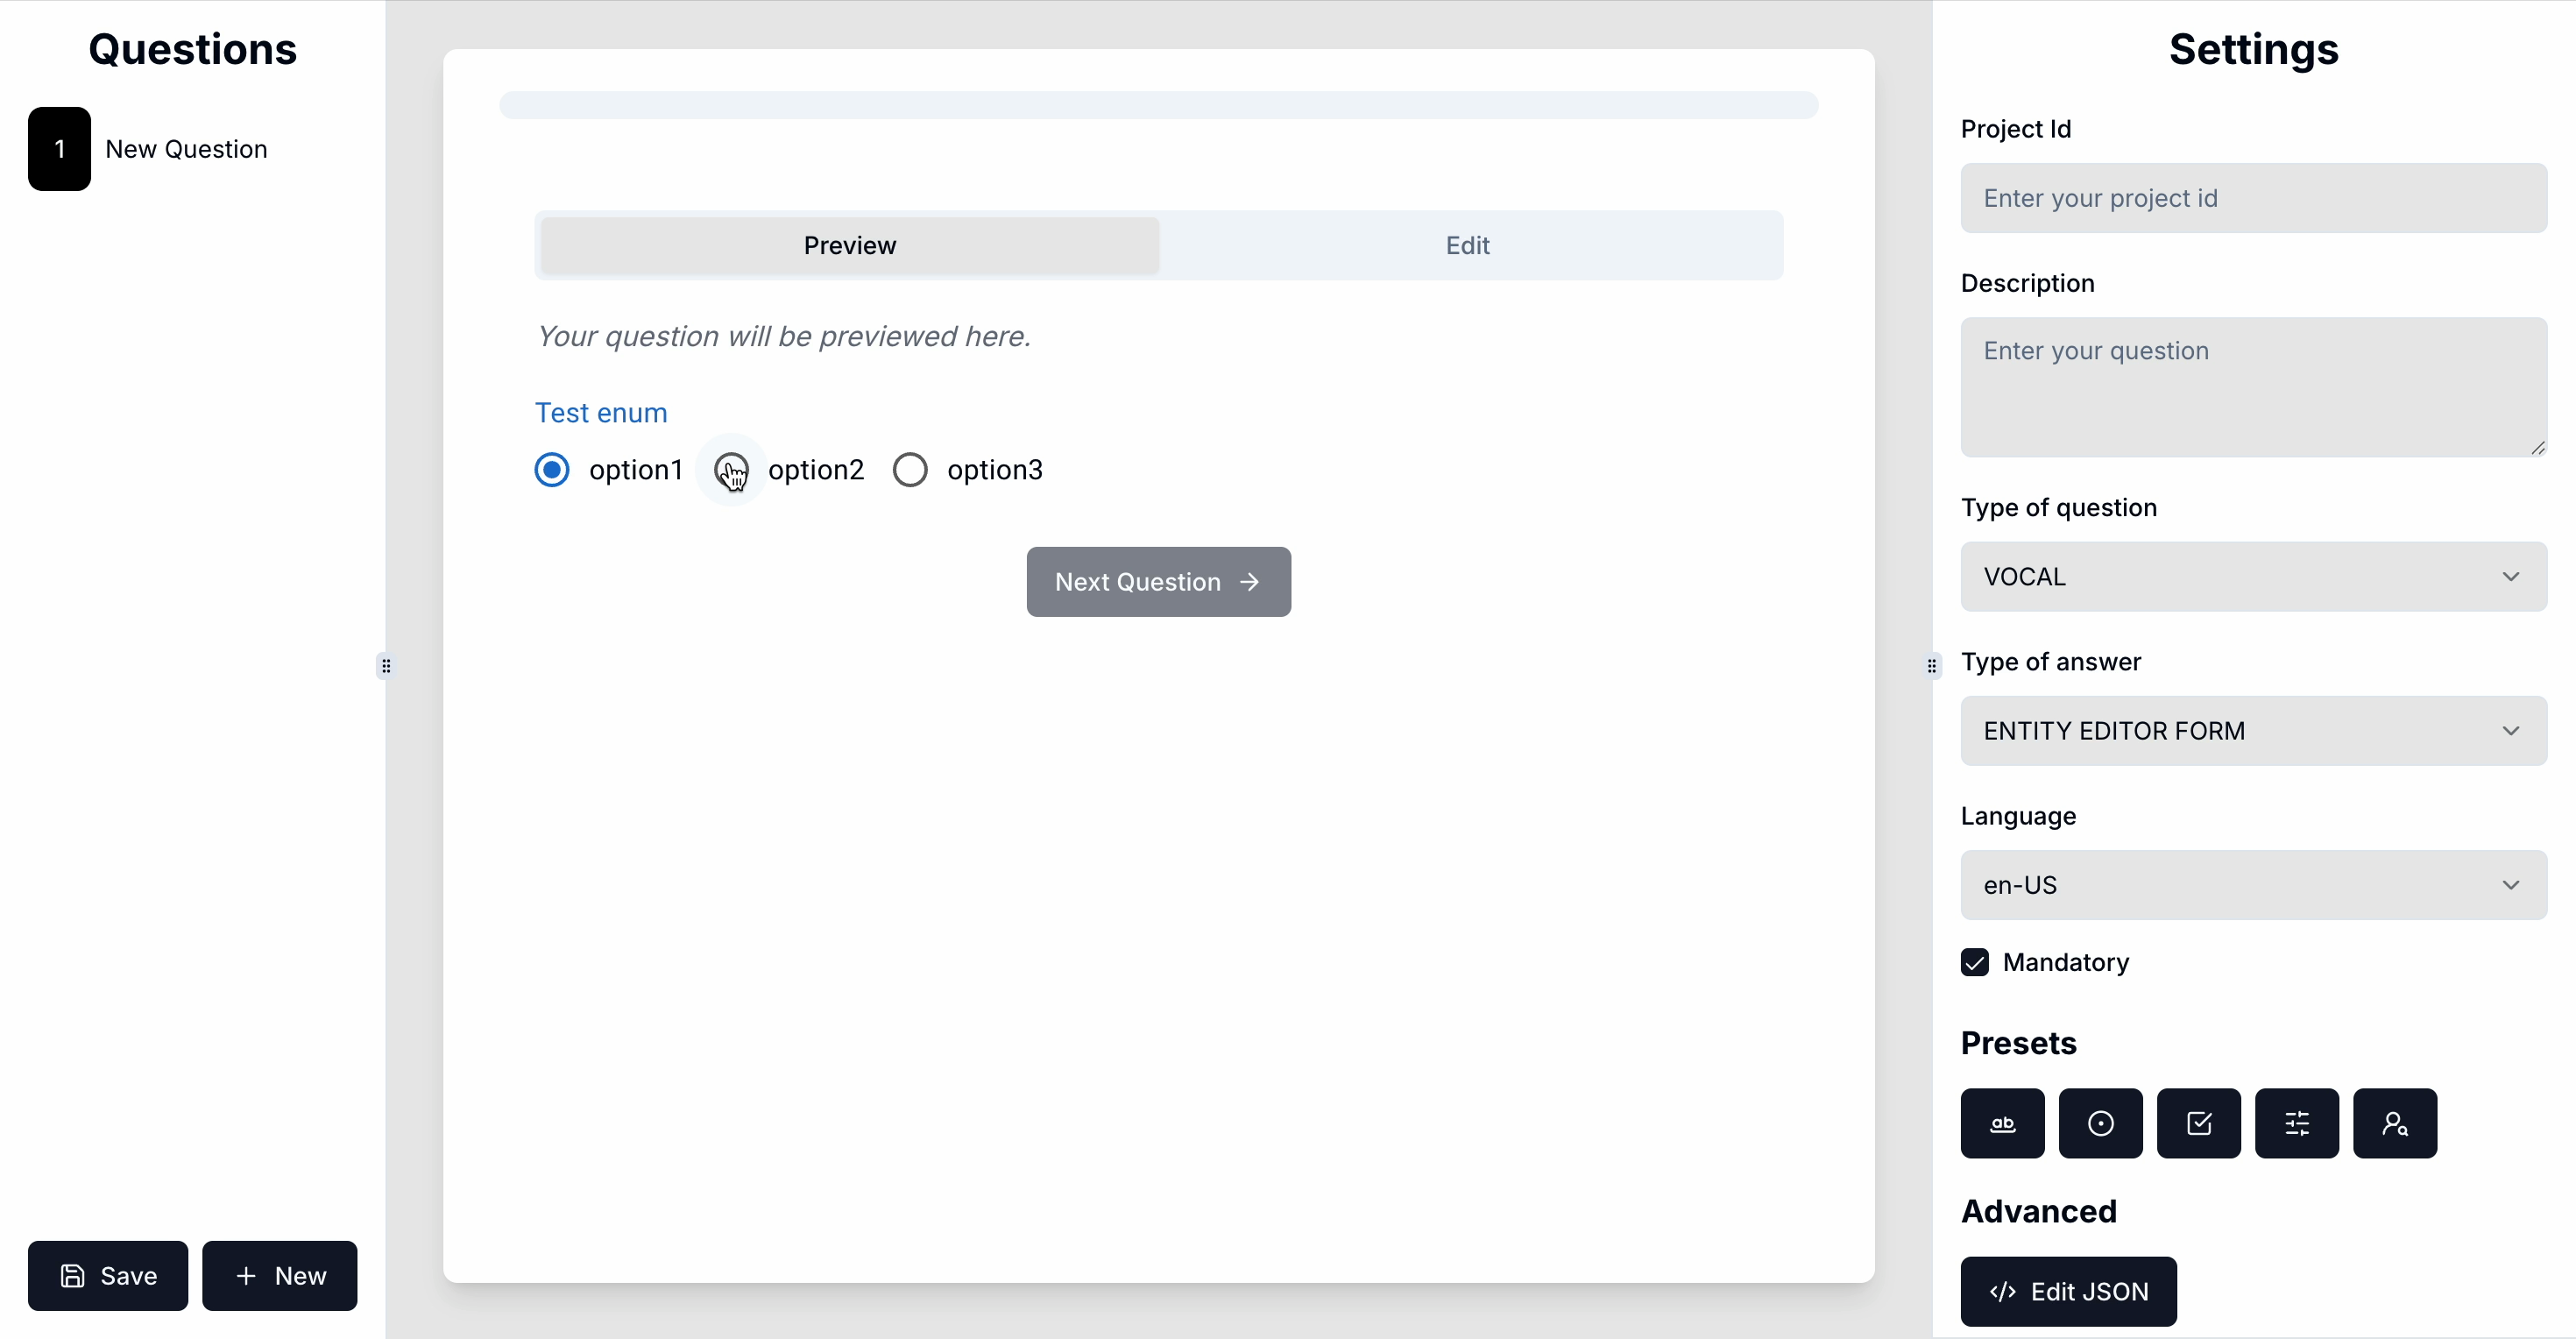 Questions
1 New Question
Save
New
Preview
Edit
Your question will be previewed here.
Test enum
option1 option2 option3
Next Question
Settings
Project Id
Enter your project id
Description
Enter your question
Type of question
VOCAL
Type of answer
ENTITY EDITOR FORM
Language
en-US
Mandatory
Presets
ab
Advanced
</> Edit JSON